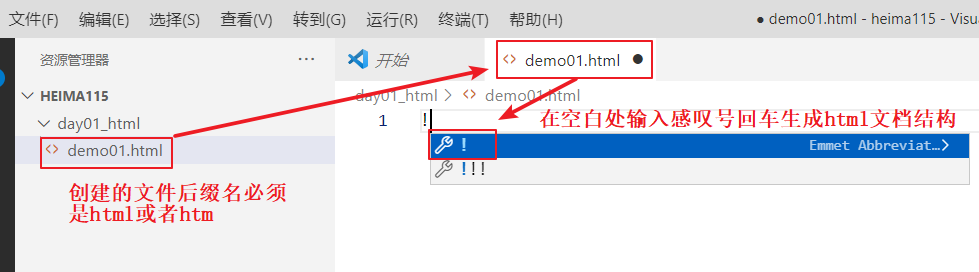 文件(F) 编辑(E) 选择(S) 查看(V) 转到(G) 运行(R) 终端(T) 帮助(H) ● demo01.html - heima115 - Visua
资源管理器 ···
开始
demo01.html ●
HEIMA115
day01_html > demo01.html
day01_html
1 !
在空白处输入感叹号回车生成html文档结构
demo01.html
! Emmet Abbreviat…>
!!!
创建的文件后缀名必须
是html或者htm